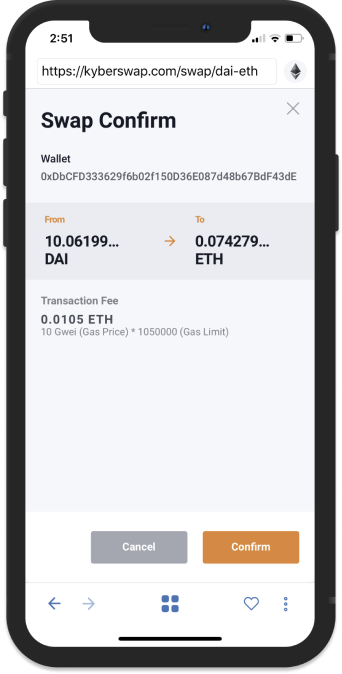 2:51
https://kyberswap.com/swap/dai-eth
Swap Confirm
Wallet
0xDbCFD333629f6b02f150D36E087d48b67BdF43dE
From
To
10.06199...
DAI
0.074279...
ETH
Transaction Fee
0.0105 ETH
10 Gwei (Gas Price) * 1050000 (Gas Limit)
Cancel
Confirm